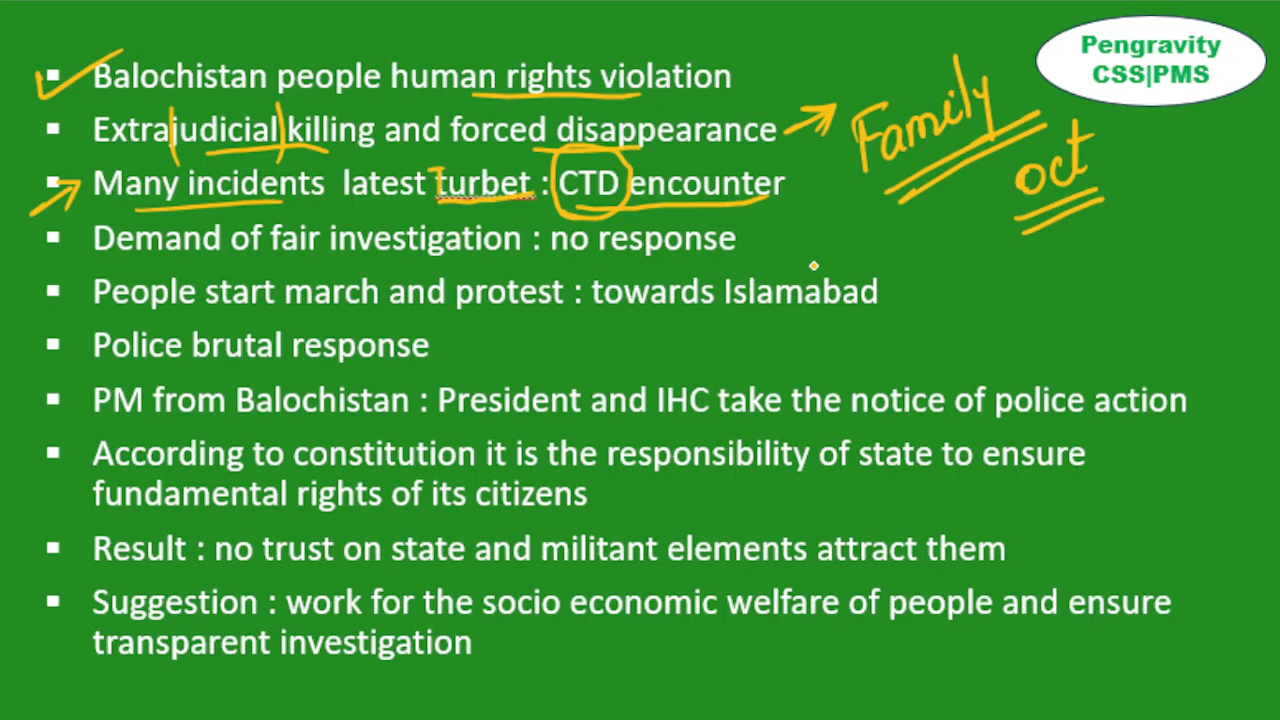 Pengravity
CSS|PMS
▪ Balochistan people human rights violation
▪ Extrajudicial killing and forced disappearance
Family
oct
▪ Many incidents latest turbet : CTD encounter
▪ Demand of fair investigation : no response
▪ People start march and protest : towards Islamabad
▪ Police brutal response
▪ PM from Balochistan : President and IHC take the notice of police action
▪ According to constitution it is the responsibility of state to ensure
fundamental rights of its citizens
▪ Result : no trust on state and militant elements attract them
▪ Suggestion : work for the socio economic welfare of people and ensure
transparent investigation